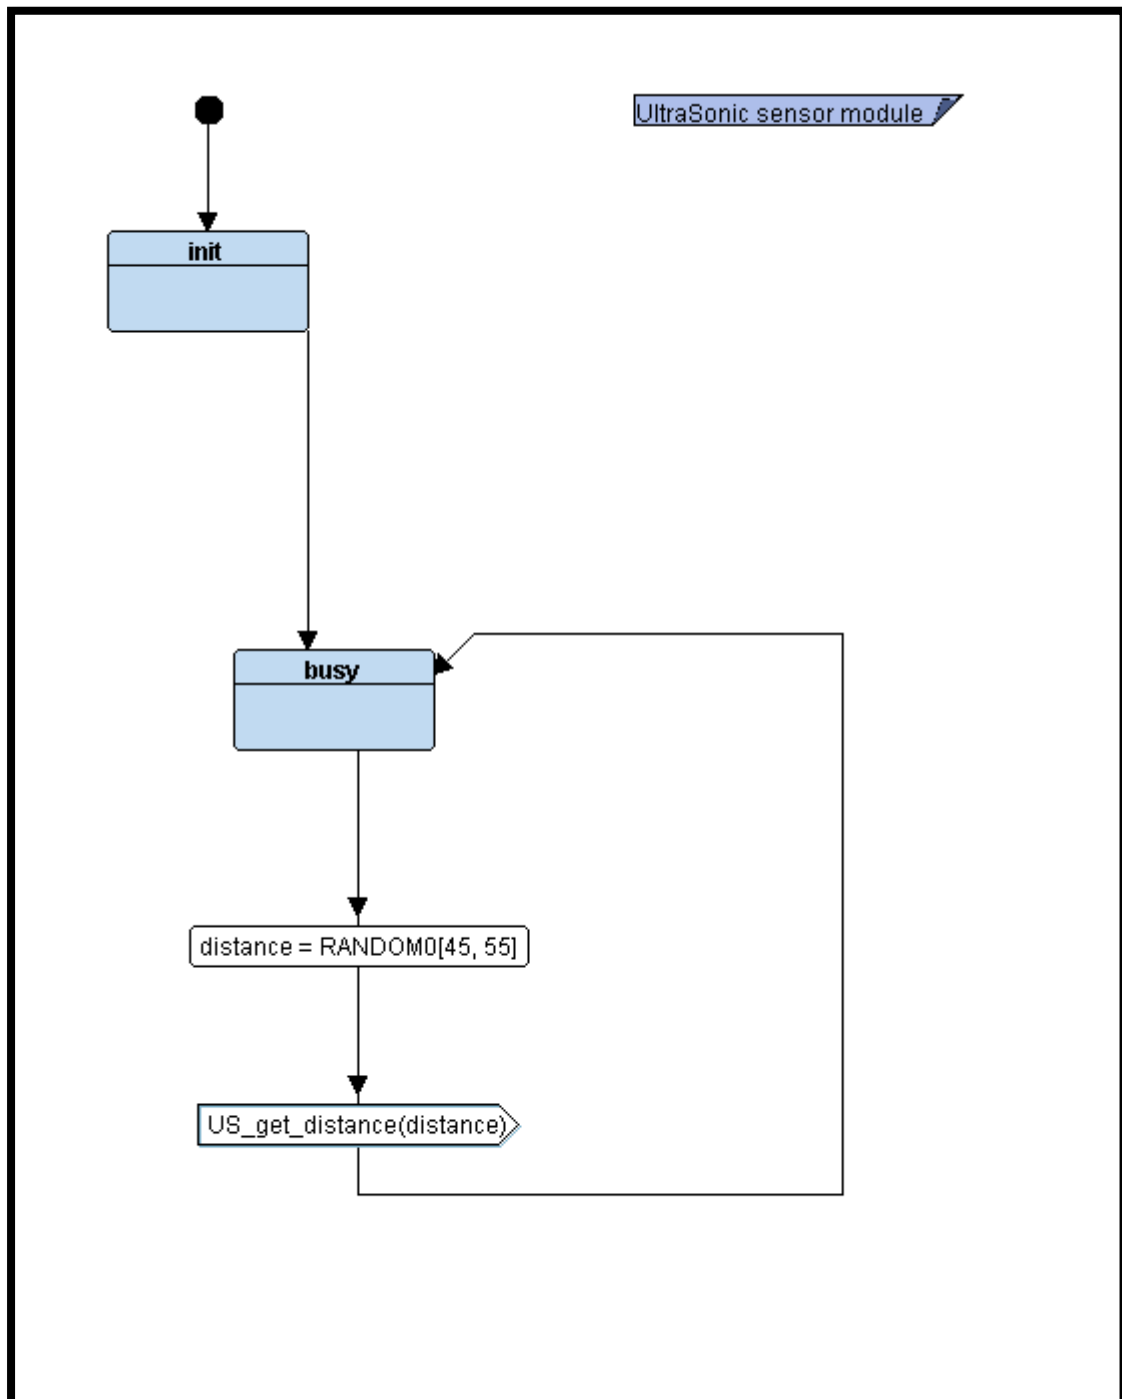 UltraSonic sensor module
init
busy
distance = RANDOM0[45, 55]
US_get_distance(distance)